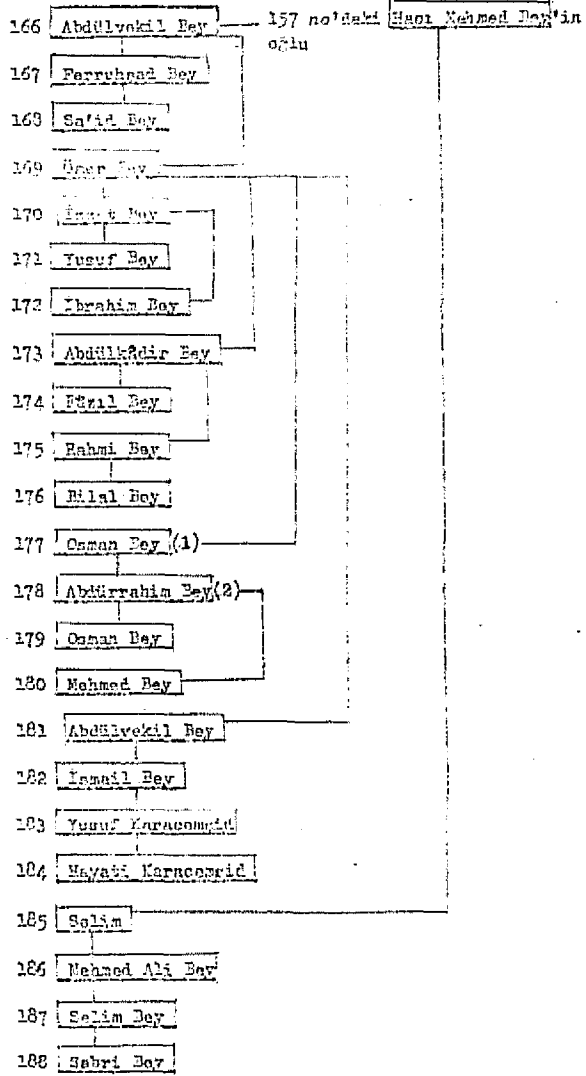 166 Abdülvekil Bey 157 no'daki Hacı Mehmed Bey'in
oğlu
167 Ferruhşad Bey
168 Sa'id Bey
169 Ömer Bey
170 Bey
171 Yusuf Bey
172 İbrahim Bey
173 Abdülkâdir Bey
174 Fâzıl Bey
175 Rahmi Bey
176 Bilal Bey
177 Osman Bey (1)
178 Abdürrahim Bey (2)
179 Osman Bey
180 Mehmed Bey
181 Abdülvekil Bey
182 İsmail Bey
183 Yusuf
184 Hayati
185 Selim
186 Mehmed Ali Bey
187 Selim Bey
188 Sabri Bey